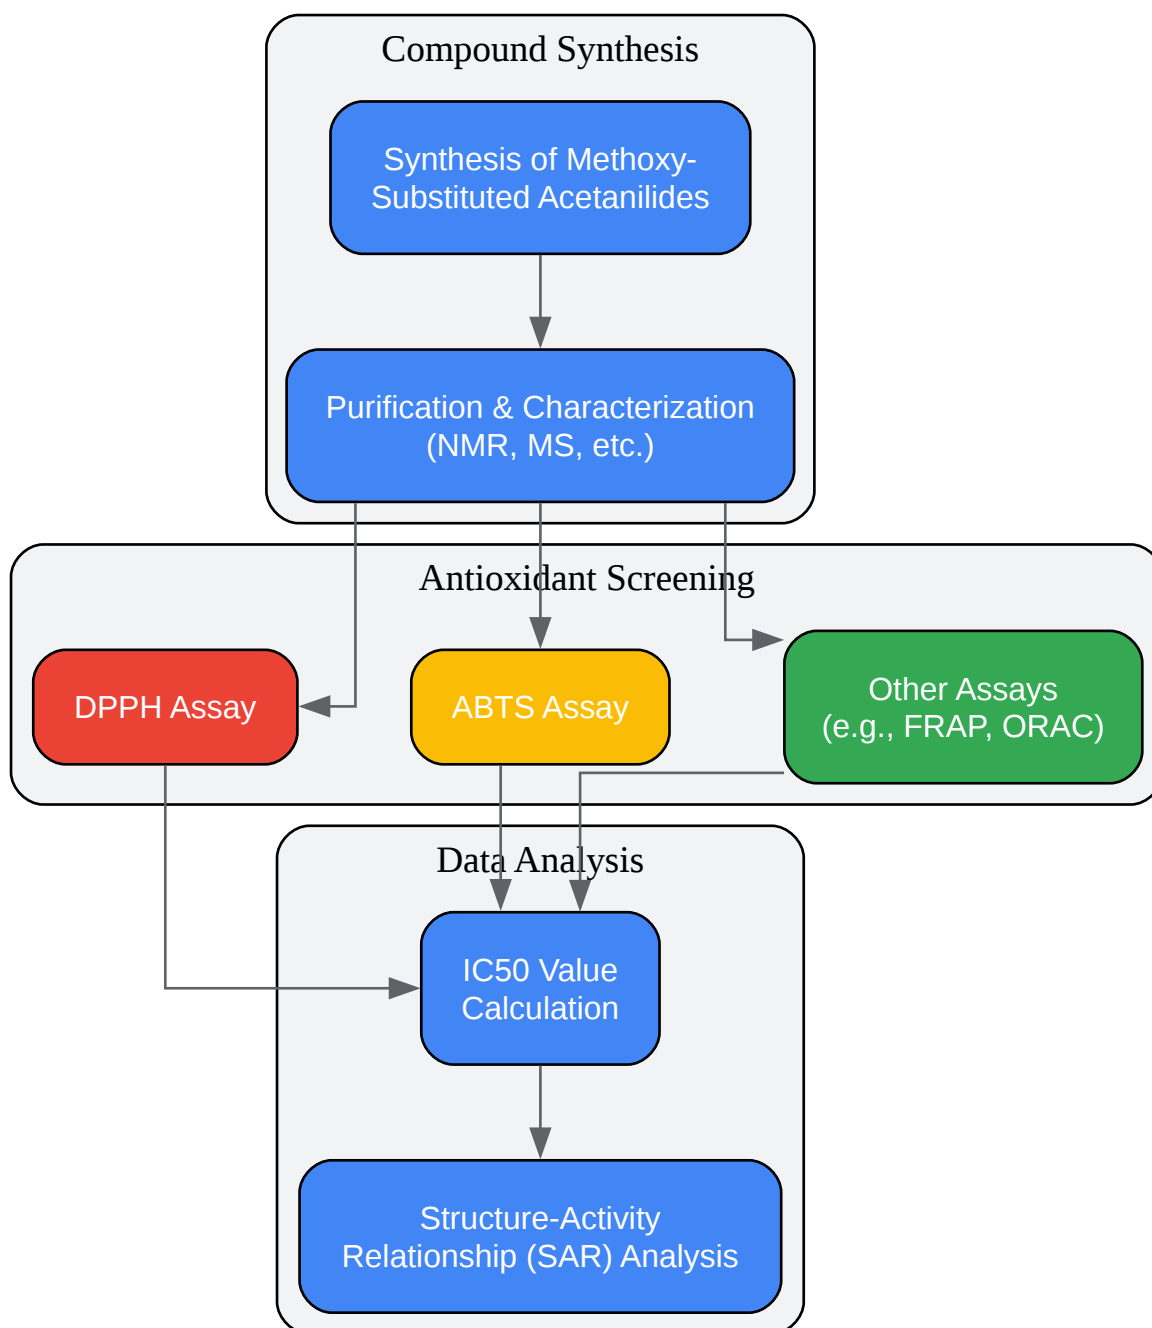 Compound Synthesis
Synthesis of Methoxy-
Substituted Acetanilides
Purification & Characterization
(NMR, MS, etc.)
Antioxidant Screening
DPPH Assay
ABTS Assay
Other Assays
(e.g., FRAP, ORAC)
Data Analysis
IC50 Value
Calculation
Structure-Activity
Relationship (SAR) Analysis